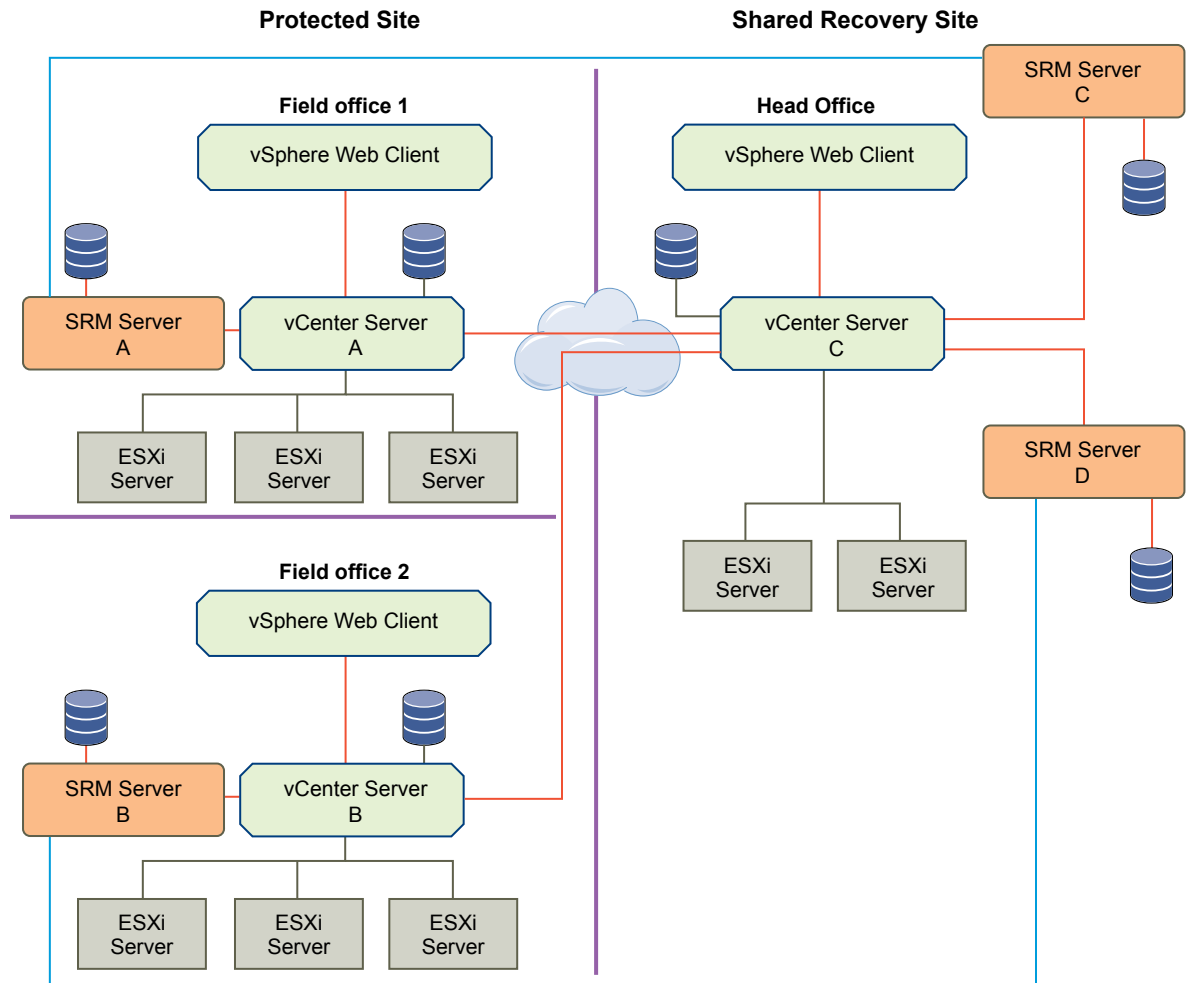 Protected Site
Shared Recovery Site
SRM Server
C
Field office 1
Head Office
vSphere Web Client
vSphere Web Client
SRM Server
A
vCenter Server
A
vCenter Server
C
ESXi
Server
ESXi
Server
ESXi
Server
SRM Server
D
ESXi
Server
ESXi
Server
Field office 2
vSphere Web Client
SRM Server
B
vCenter Server
B
ESXi
Server
ESXi
Server
ESXi
Server